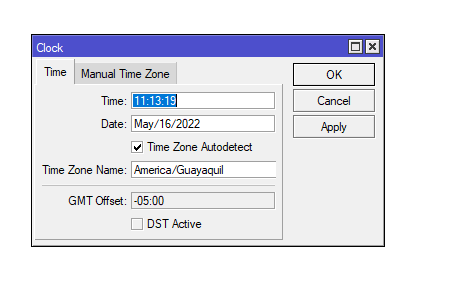 Clock
Time Manual Time Zone
OK
Time: 11:13:19
Cancel
Date: May/16/2022
Apply
Time Zone Autodetect
Time Zone Name: America/Guayaquil
GMT Offset: -05:00
DST Active